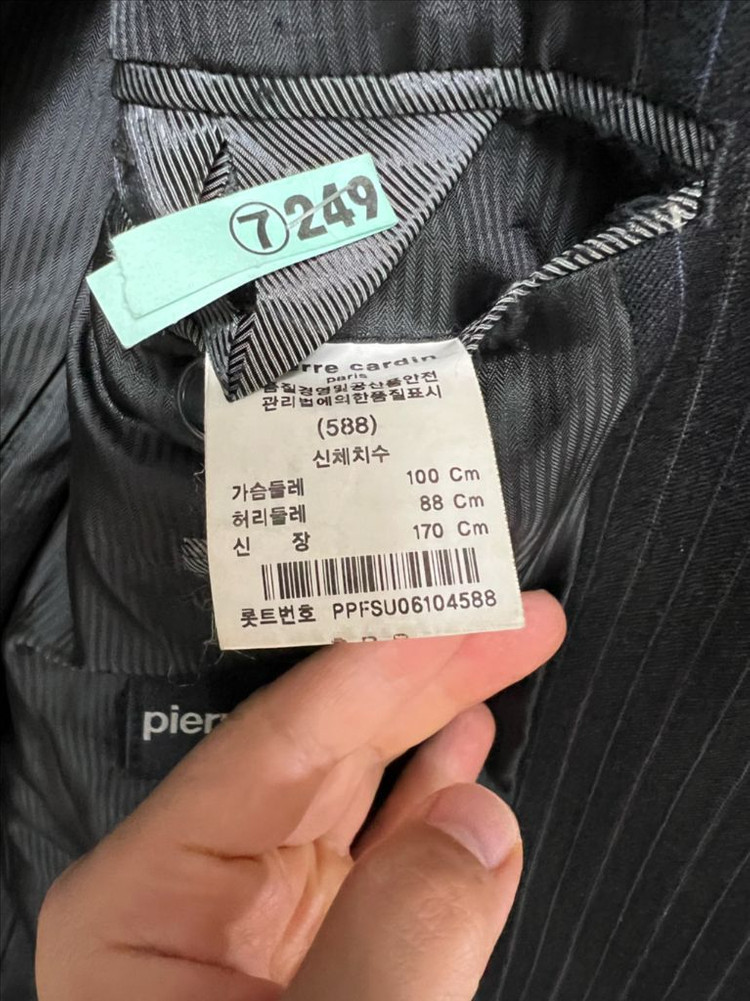 ⑦249
erre cardin
paris
품질경영및공산품안전
관리법에의한품질표시
(588)
신체치수
가슴둘레 100 Cm
허리둘레 88 Cm
신 장 170 Cm
롯트번호 PPFSU06104588
pier